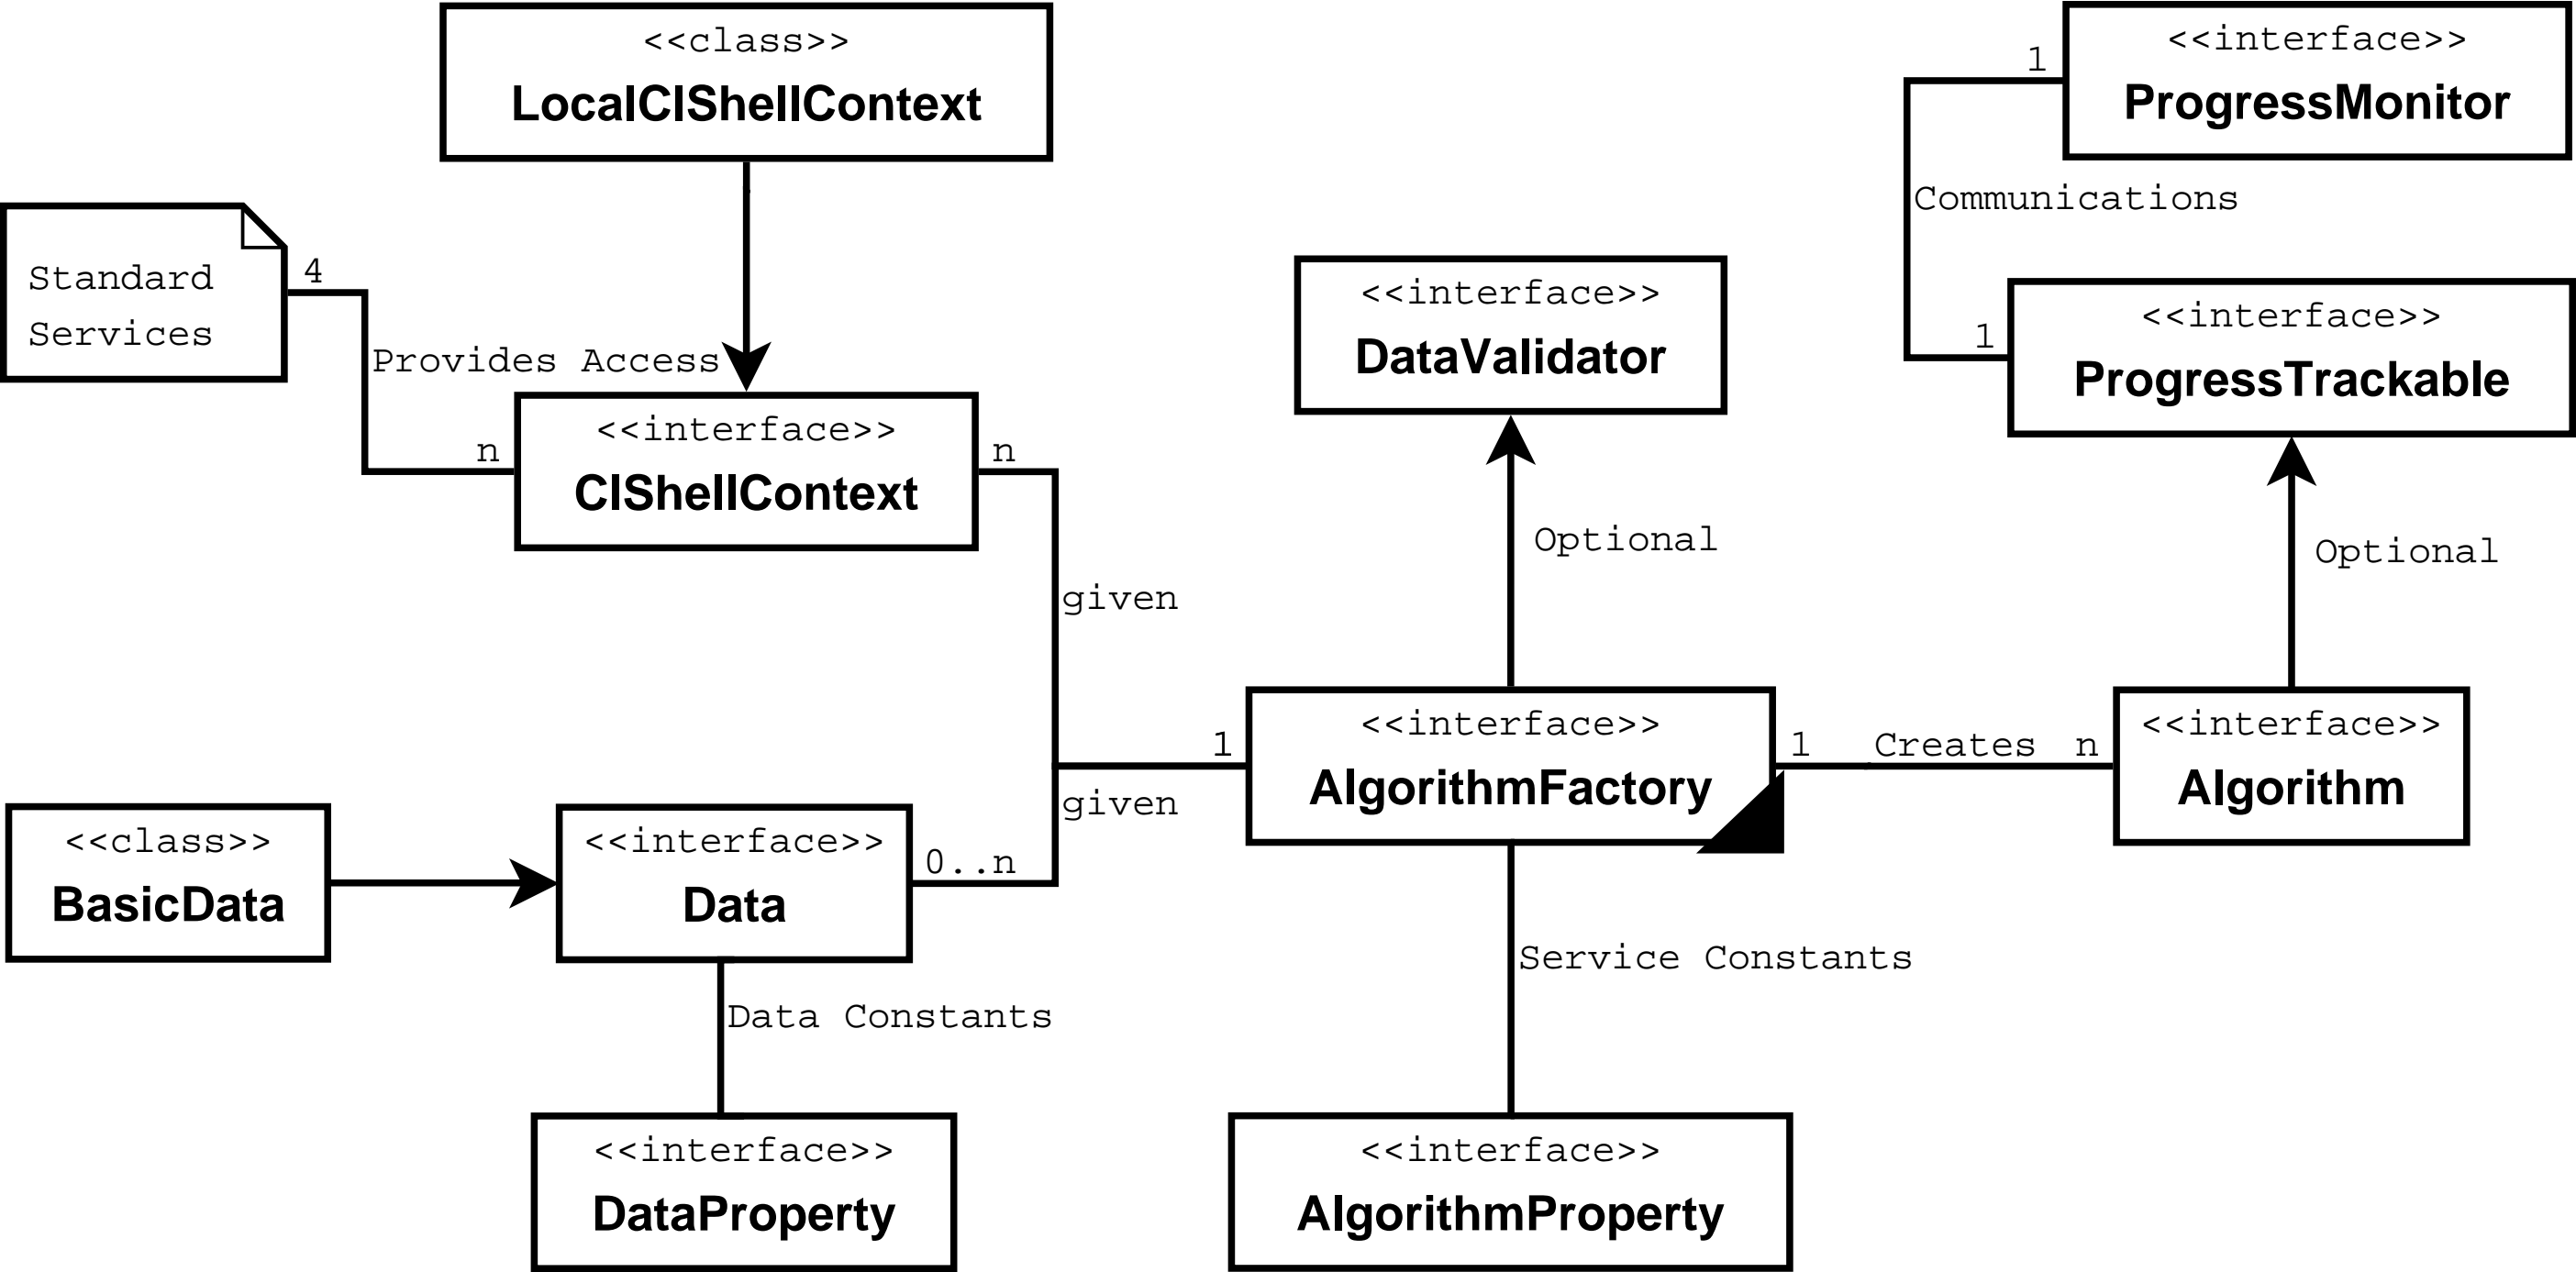 <<class>>
LocalCIShellContext
<<interface>>
ProgressMonitor
1
Communications
1
<<interface>>
ProgressTrackable
Standard
Services
4
Provides Access
n
<<interface>>
CIShellContext
n
<<interface>>
DataValidator
Optional
Optional
given
given
1
<<interface>>
AlgorithmFactory
1
Creates
n
<<interface>>
Algorithm
<<class>>
BasicData
<<interface>>
Data
0..n
Data Constants
Service Constants
<<interface>>
DataProperty
<<interface>>
AlgorithmProperty